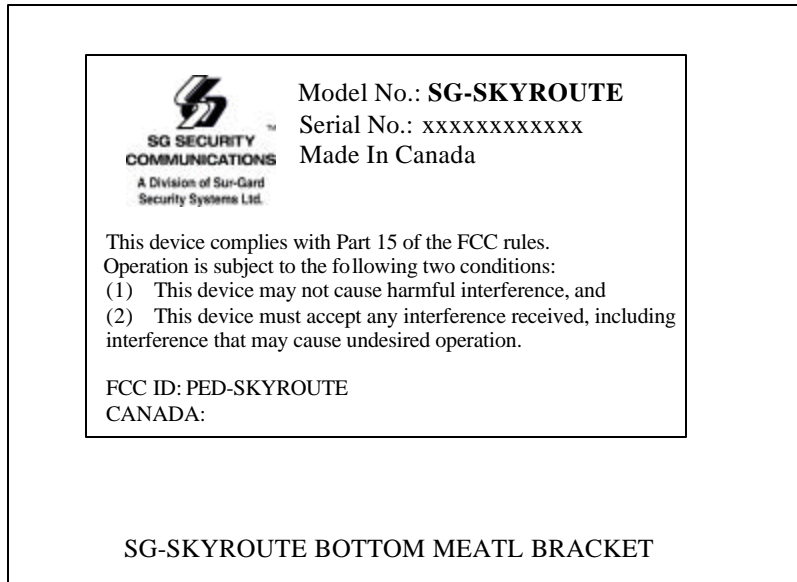 SG SECURITY
COMMUNICATIONS
A Division of Sur-Gard
Security Systems Ltd.
™
Model No.: SG-SKYROUTE
Serial No.: xxxxxxxxxxxx
Made In Canada
This device complies with Part 15 of the FCC rules.
Operation is subject to the following two conditions:
(1) This device may not cause harmful interference, and
(2) This device must accept any interference received, including
interference that may cause undesired operation.
FCC ID: PED-SKYROUTE
CANADA:
SG-SKYROUTE BOTTOM MEATL BRACKET